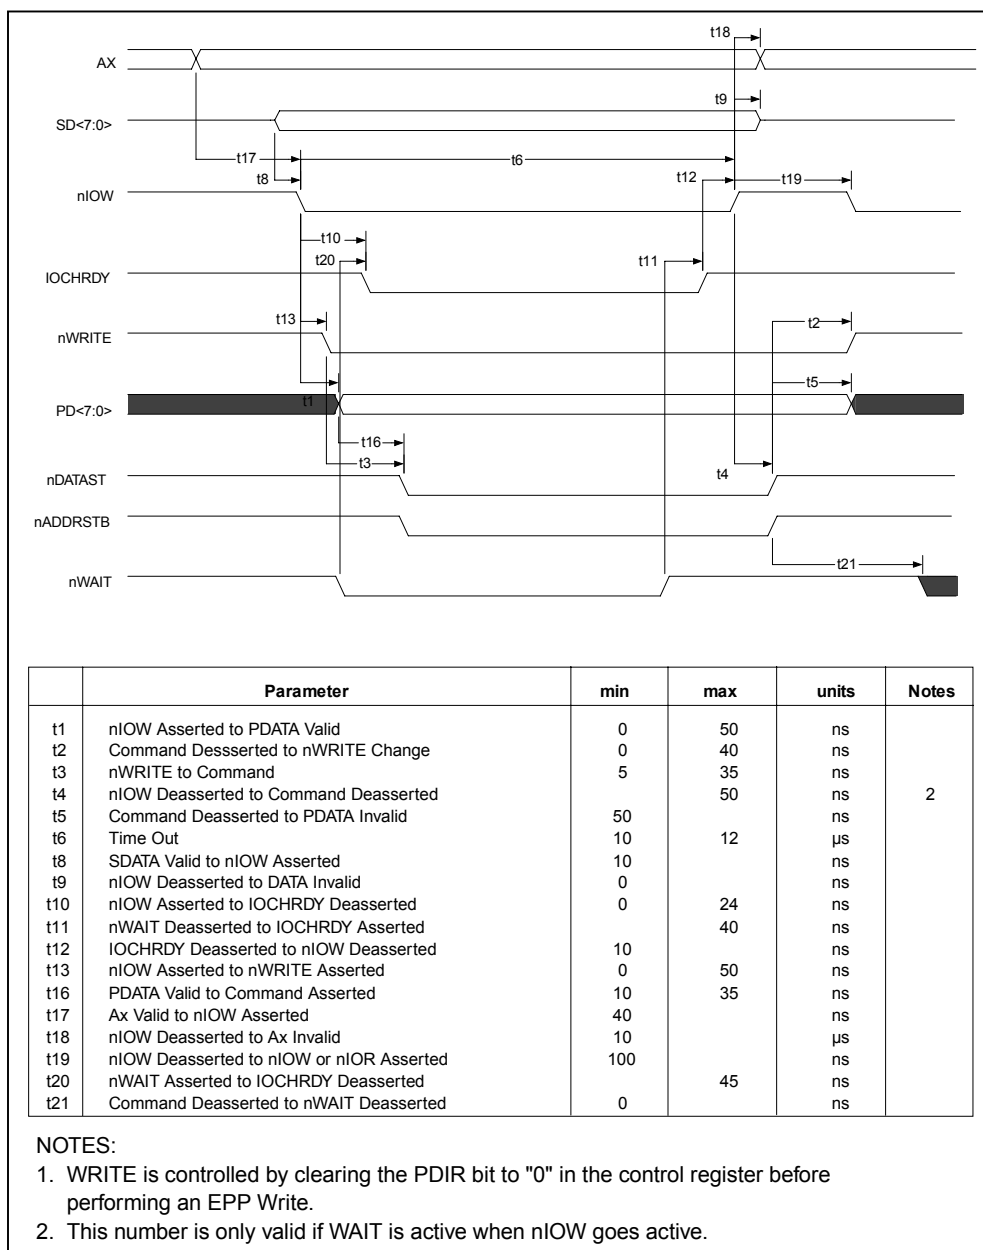 t18
AX
t9
SD<7:0>
t17 t6
t8 t12 t19
nIOW
t10
t20 t11
IOCHRDY
t13 t2
nWRITE
t5
t1
PD<7:0>
t16
t3
t4
nDATAST
nADDRSTB
t21
nWAIT
Parameter min max units Notes
t1 nIOW Asserted to PDATA Valid 0 50 ns
t2 Command Dessserted to nWRITE Change 0 40 ns
t3 nWRITE to Command 5 35 ns
t4 nIOW Deasserted to Command Deasserted 50 ns 2
t5 Command Deasserted to PDATA Invalid 50 ns
t6 Time Out 10 12 µs
t8 SDATA Valid to nIOW Asserted 10 ns
t9 nIOW Deasserted to DATA Invalid 0 ns
t10 nIOW Asserted to IOCHRDY Deasserted 0 24 ns
t11 nWAIT Deasserted to IOCHRDY Asserted 40 ns
t12 IOCHRDY Deasserted to nIOW Deasserted 10 ns
t13 nIOW Asserted to nWRITE Asserted 0 50 ns
t16 PDATA Valid to Command Asserted 10 35 ns
t17 Ax Valid to nIOW Asserted 40 ns
t18 nIOW Deasserted to Ax Invalid 10 µs
t19 nIOW Deasserted to nIOW or nIOR Asserted 100 ns
t20 nWAIT Asserted to IOCHRDY Deasserted 45 ns
t21 Command Deasserted to nWAIT Deasserted 0 ns
NOTES:
1. WRITE is controlled by clearing the PDIR bit to "0" in the control register before
performing an EPP Write.
2. This number is only valid if WAIT is active when nIOW goes active.